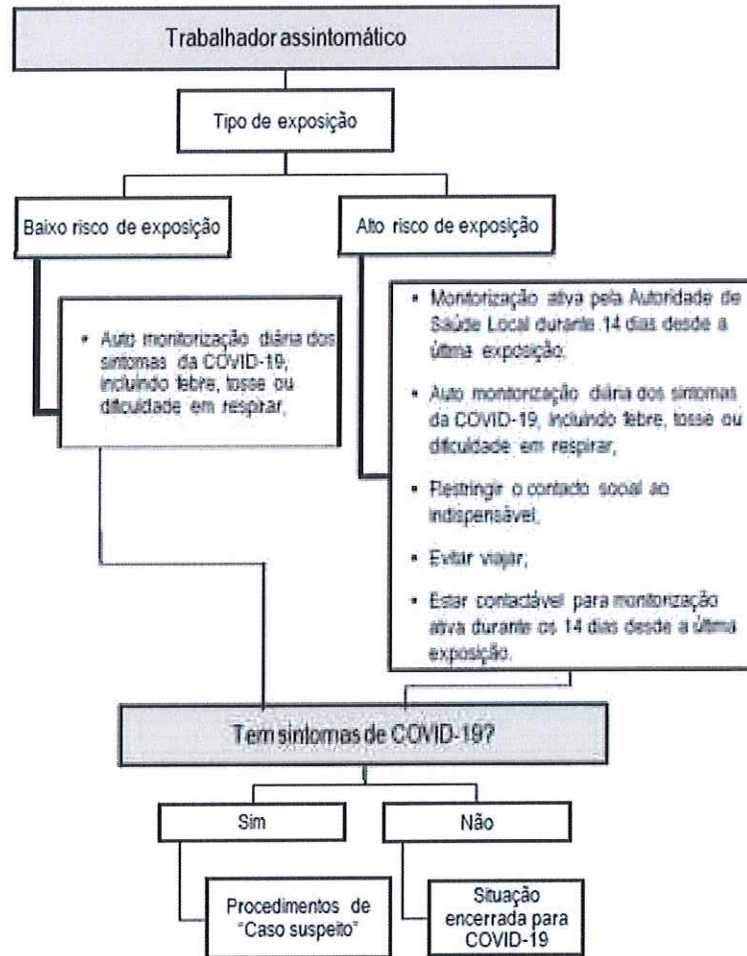 Trabalhador assintomático
Tipo de exposição
Baixo risco de exposição
Alto risco de exposição
• Auto monitorização diária dos
sintomas da COVID-19,
incluindo febre, tosse ou
dificuldade em respirar;
• Monitorização ativa pela Autoridade de
Saúde Local durante 14 dias desde a
última exposição;
• Auto monitorização diária dos sintomas
da COVID-19, incluindo febre, tosse ou
dificuldade em respirar;
• Restringir o contacto social ao
indispensável;
• Evitar viajar;
• Estar contactável para monitorização
ativa durante os 14 dias desde a última
exposição.
Tem sintomas de COVID-19?
Sim
Não
Procedimentos de
"Caso suspeito"
Situação
encerrada para
COVID-19